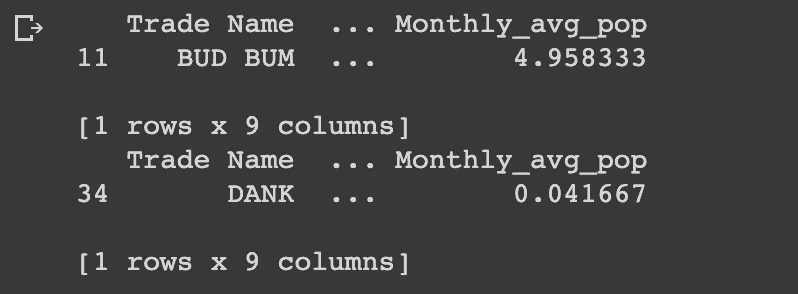 Trade Name ... Monthly_avg_pop
11 BUD BUM ... 4.958333
[1 rows x 9 columns]
Trade Name ... Monthly_avg_pop
34 DANK ... 0.041667
[1 rows x 9 columns]